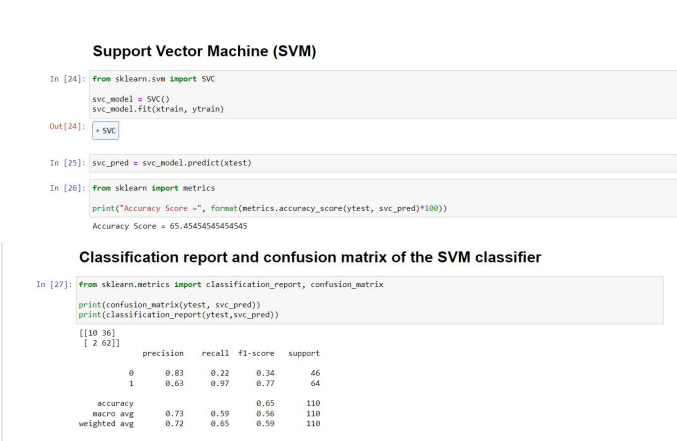 Support Vector Machine (SVM)
In [24]: from sklearn.svm import SVC
svc_model = SVC()
svc_model.fit(xtrain, ytrain)
Out[24]: ▸ SVC
In [25]: svc_pred = svc_model.predict(xtest)
In [26]: from sklearn import metrics
print("Accuracy Score =", format(metrics.accuracy_score(ytest, svc_pred)*100))
Accuracy Score = 65.45454545454545
Classification report and confusion matrix of the SVM classifier
In [27]: from sklearn.metrics import classification_report, confusion_matrix
print(confusion_matrix(ytest, svc_pred))
print(classification_report(ytest,svc_pred))
[[10 36]
[ 2 62]]
precision recall f1-score support
0 0.83 0.22 0.34 46
1 0.63 0.97 0.77 64
accuracy 0.65 110
macro avg 0.73 0.59 0.56 110
weighted avg 0.72 0.65 0.59 110